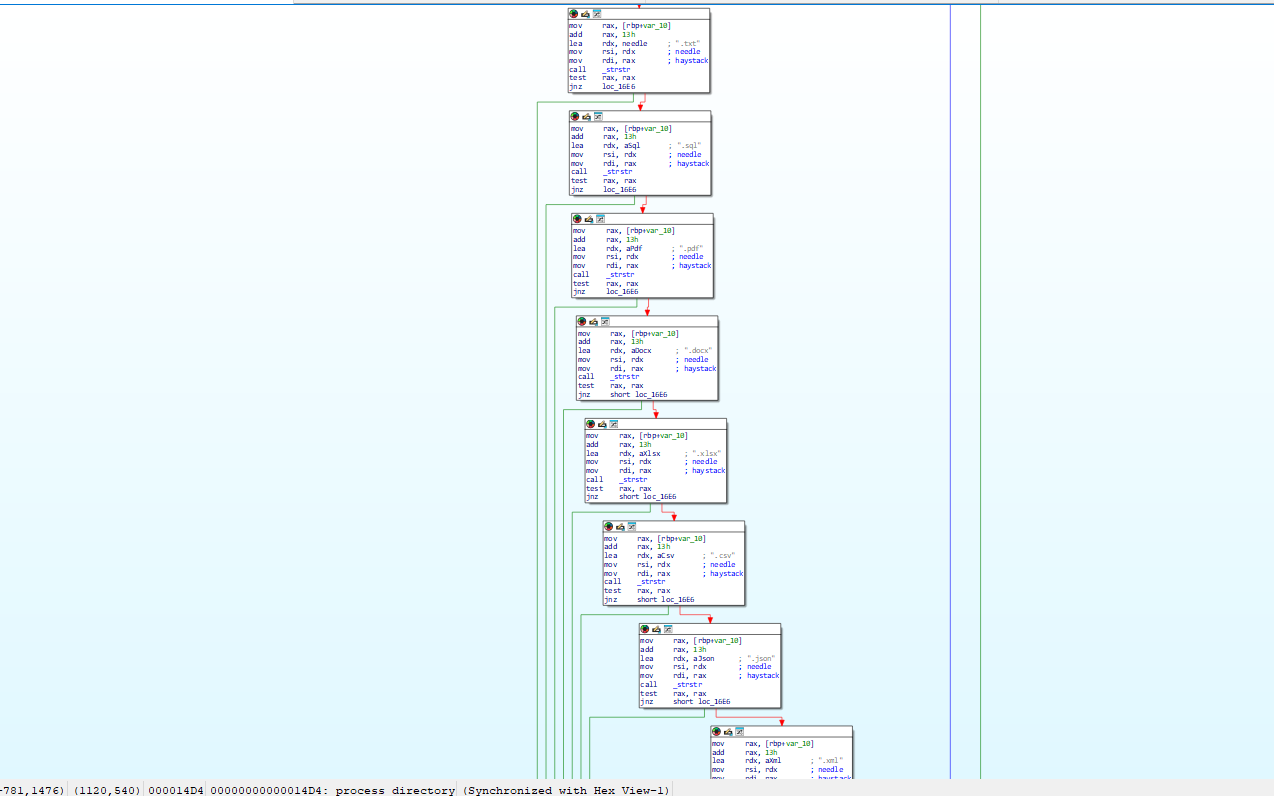 mov rax, [rbp+var_10]
add rax, 13h
lea rdx, needle ; ".txt"
mov rsi, rdx ; needle
mov rdi, rax ; haystack
call _strstr
test rax, rax
jnz loc_16E6
mov rax, [rbp+var_10]
add rax, 13h
lea rdx, aSql ; ".sql"
mov rsi, rdx ; needle
mov rdi, rax ; haystack
call _strstr
test rax, rax
jnz loc_16E6
mov rax, [rbp+var_10]
add rax, 13h
lea rdx, aPdf ; ".pdf"
mov rsi, rdx ; needle
mov rdi, rax ; haystack
call _strstr
test rax, rax
jnz loc_16E6
mov rax, [rbp+var_10]
add rax, 13h
lea rdx, aDocx ; ".docx"
mov rsi, rdx ; needle
mov rdi, rax ; haystack
call _strstr
test rax, rax
jnz short loc_16E6
mov rax, [rbp+var_10]
add rax, 13h
lea rdx, aXlsx ; ".xlsx"
mov rsi, rdx ; needle
mov rdi, rax ; haystack
call _strstr
test rax, rax
jnz short loc_16E6
mov rax, [rbp+var_10]
add rax, 13h
lea rdx, aCsv ; ".csv"
mov rsi, rdx ; needle
mov rdi, rax ; haystack
call _strstr
test rax, rax
jnz short loc_16E6
mov rax, [rbp+var_10]
add rax, 13h
lea rdx, aJson ; ".json"
mov rsi, rdx ; needle
mov rdi, rax ; haystack
call _strstr
test rax, rax
jnz short loc_16E6
mov rax, [rbp+var_10]
add rax, 13h
lea rdx, aXml ; ".xml"
mov rsi, rdx ; needle
mov rdi, rax ; haystack
-781,1476) (1120,540) 000014D4 00000000000014D4: process directory (Synchronized with Hex View-1)